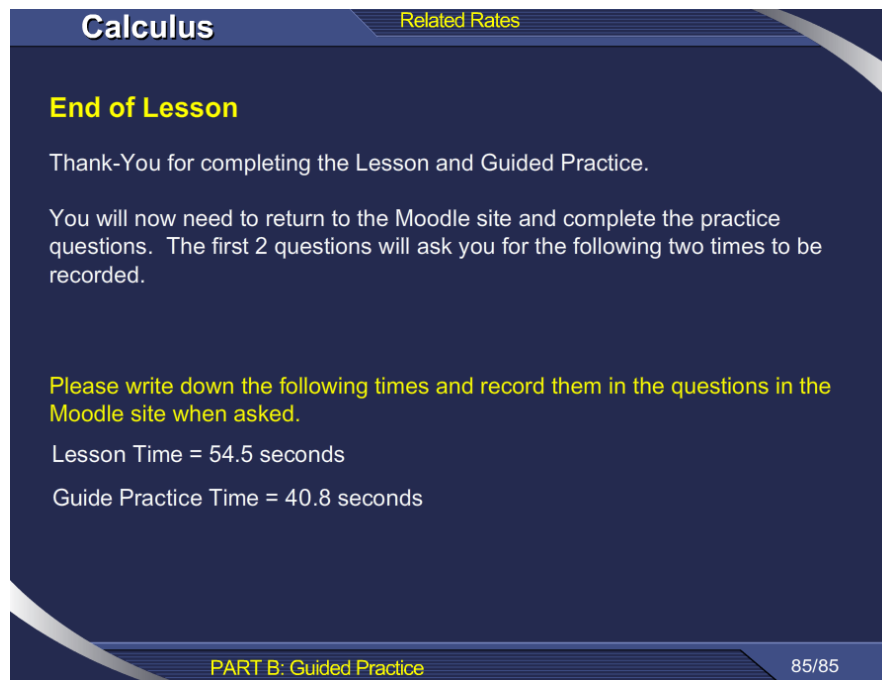 Calculus
Related Rates
End of Lesson
Thank-You for completing the Lesson and Guided Practice.
You will now need to return to the Moodle site and complete the practice
questions.  The first 2 questions will ask you for the following two times to be
recorded.
Please write down the following times and record them in the questions in the
Moodle site when asked.
Lesson Time = 54.5 seconds
Guide Practice Time = 40.8 seconds
PART B: Guided Practice
85/85